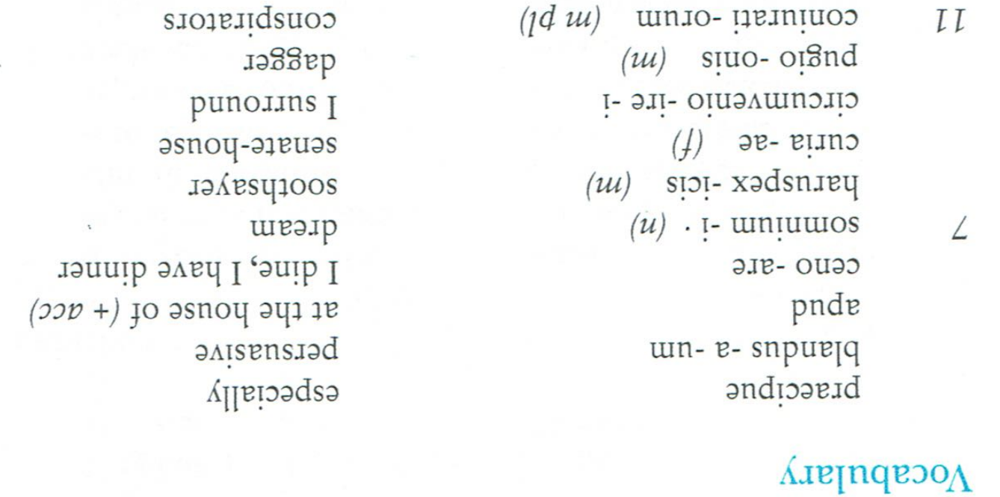 Vocabulary
praecipue especially
blandus -a -um persuasive
apud at the house of (+ acc)
ceno -are I dine, I have dinner
7 somnium -i (n) dream
haruspex -icis (m) soothsayer
curia -ae (f) senate-house
circumvenio -ire -i I surround
pugio -onis (m) dagger
11 coniurati -orum (m pl) conspirators